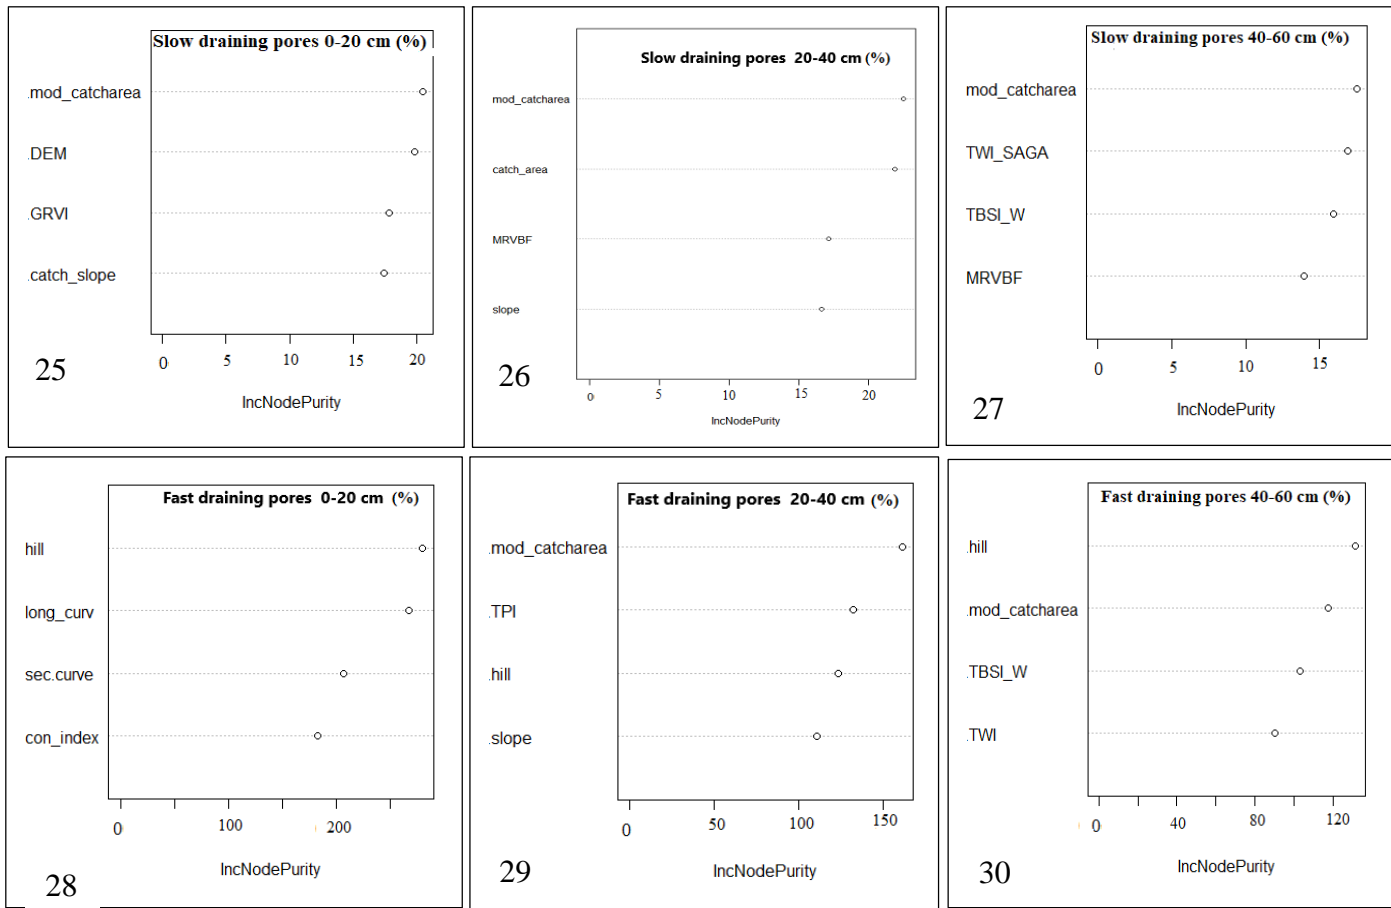 Slow draining pores 0-20 cm (%)
.mod_catcharea
.DEM
.GRVI
.catch_slope
0 5 10 15 20
IncNodePurity
25
Slow draining pores 20-40 cm (%)
mod_catcharea
catch_area
MRVBF
slope
0 5 10 15 20
IncNodePurity
26
Slow draining pores 40-60 cm (%)
mod_catcharea
TWI_SAGA
TBSI_W
MRVBF
0 5 10 15
IncNodePurity
27
Fast draining pores 0-20 cm (%)
hill
long_curv
sec.curve
con_index
0 100 200
IncNodePurity
28
Fast draining pores 20-40 cm (%)
.mod_catcharea
.TPI
.hill
.slope
0 50 100 150
IncNodePurity
29
Fast draining pores 40-60 cm (%)
.hill
.mod_catcharea
.TBSI_W
.TWI
0 40 80 120
IncNodePurity
30